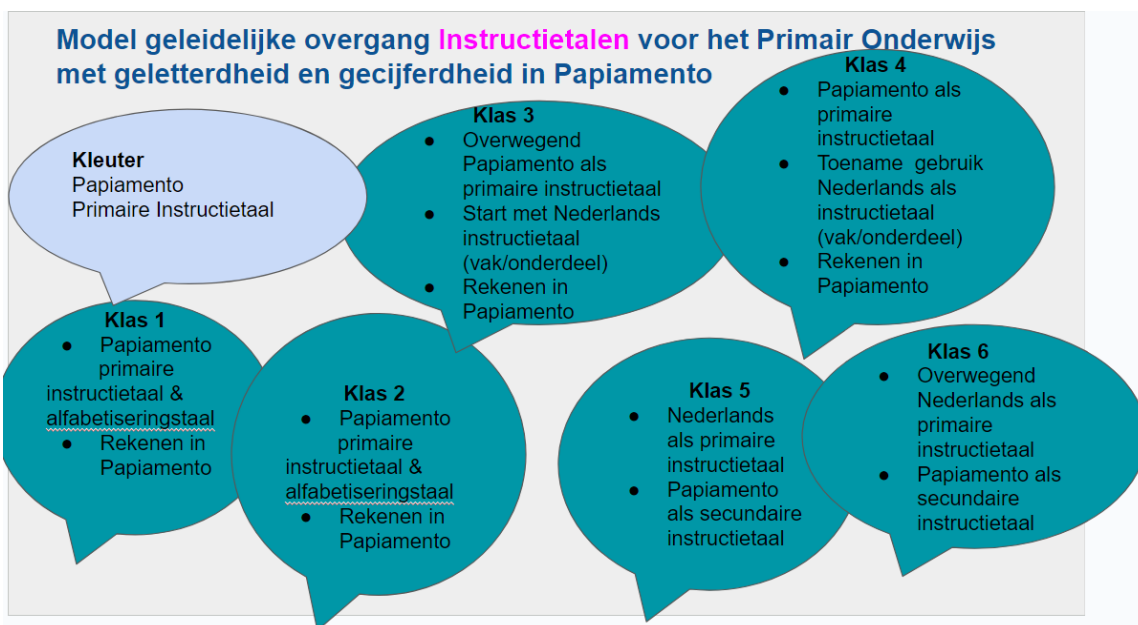 Model geleidelijke overgang Instructietalen voor het Primair Onderwijs
met geletterdheid en gecijferdheid in Papiamento
Kleuter
Papiamento
Primaire Instructietaal
Klas 1
● Papiamento
primaire
instructietaal &
alfabetiseringstaal
● Rekenen in
Papiamento
Klas 2
● Papiamento
primaire
instructietaal &
alfabetiseringstaal
● Rekenen in
Papiamento
Klas 3
● Overwegend
Papiamento als
primaire instructietaal
● Start met Nederlands
instructietaal
(vak/onderdeel)
● Rekenen in
Papiamento
Klas 4
● Papiamento als
primaire
instructietaal
● Toename gebruik
Nederlands als
instructietaal
(vak/onderdeel)
● Rekenen in
Papiamento
Klas 5
● Nederlands
als primaire
instructietaal
● Papiamento
als secundaire
instructietaal
Klas 6
● Overwegend
Nederlands als
primaire
instructietaal
● Papiamento als
secundaire
instructietaal